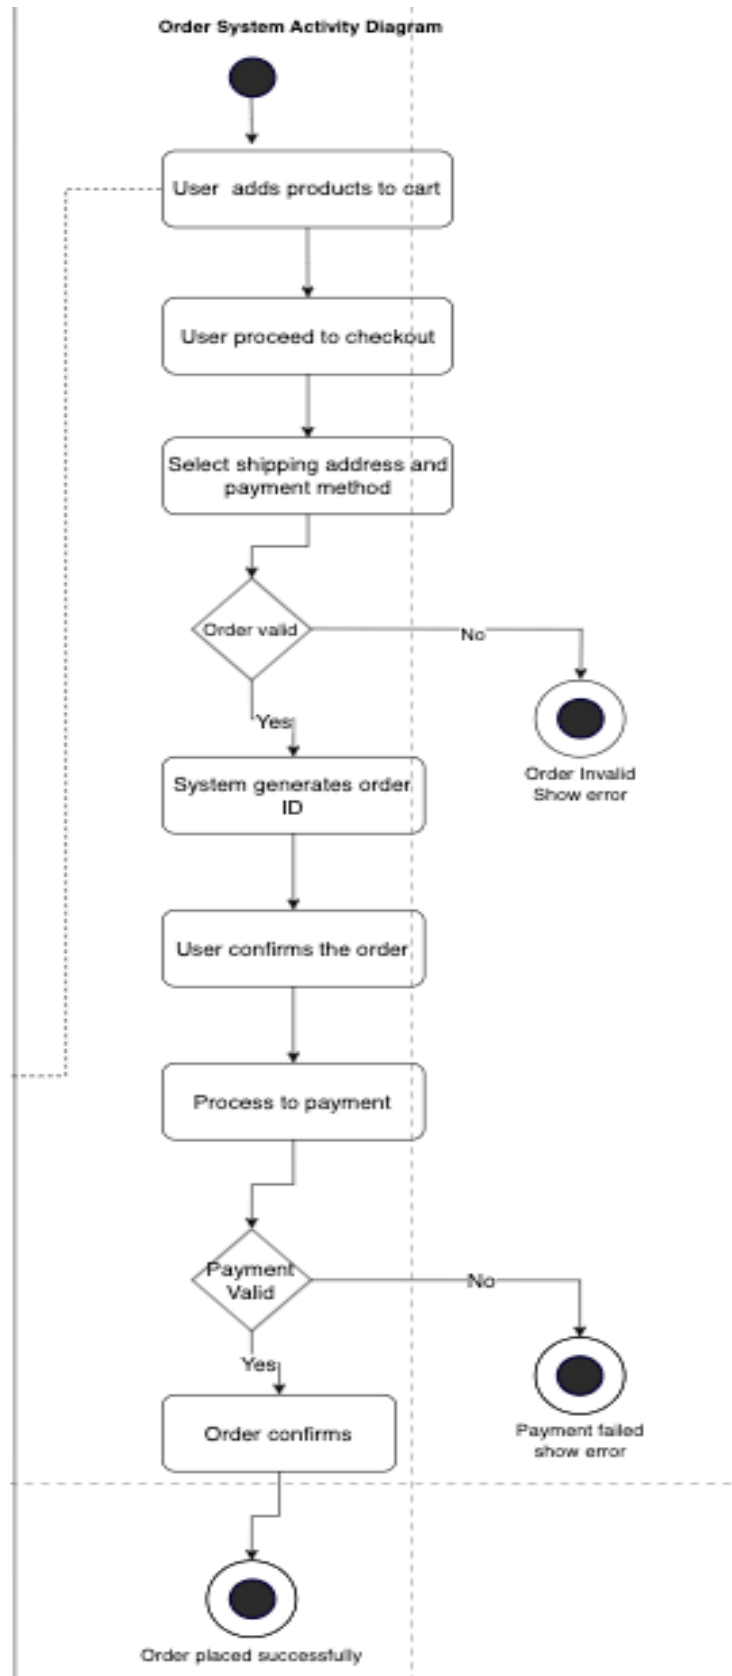 Order System Activity Diagram
User adds products to cart
User proceed to checkout
Select shipping address and
payment method
Order valid
No
Yes
Order Invalid
Show error
System generates order
ID
User confirms the order
Process to payment
Payment
Valid
No
Yes
Payment failed
show error
Order confirms
Order placed successfully